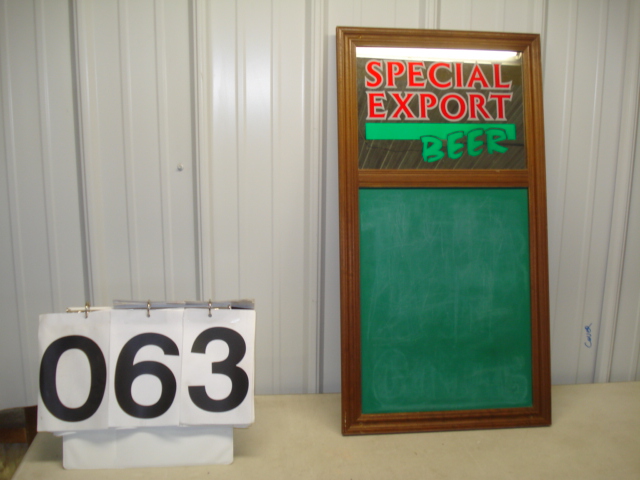 SPECIAL
EXPORT
BEER
063